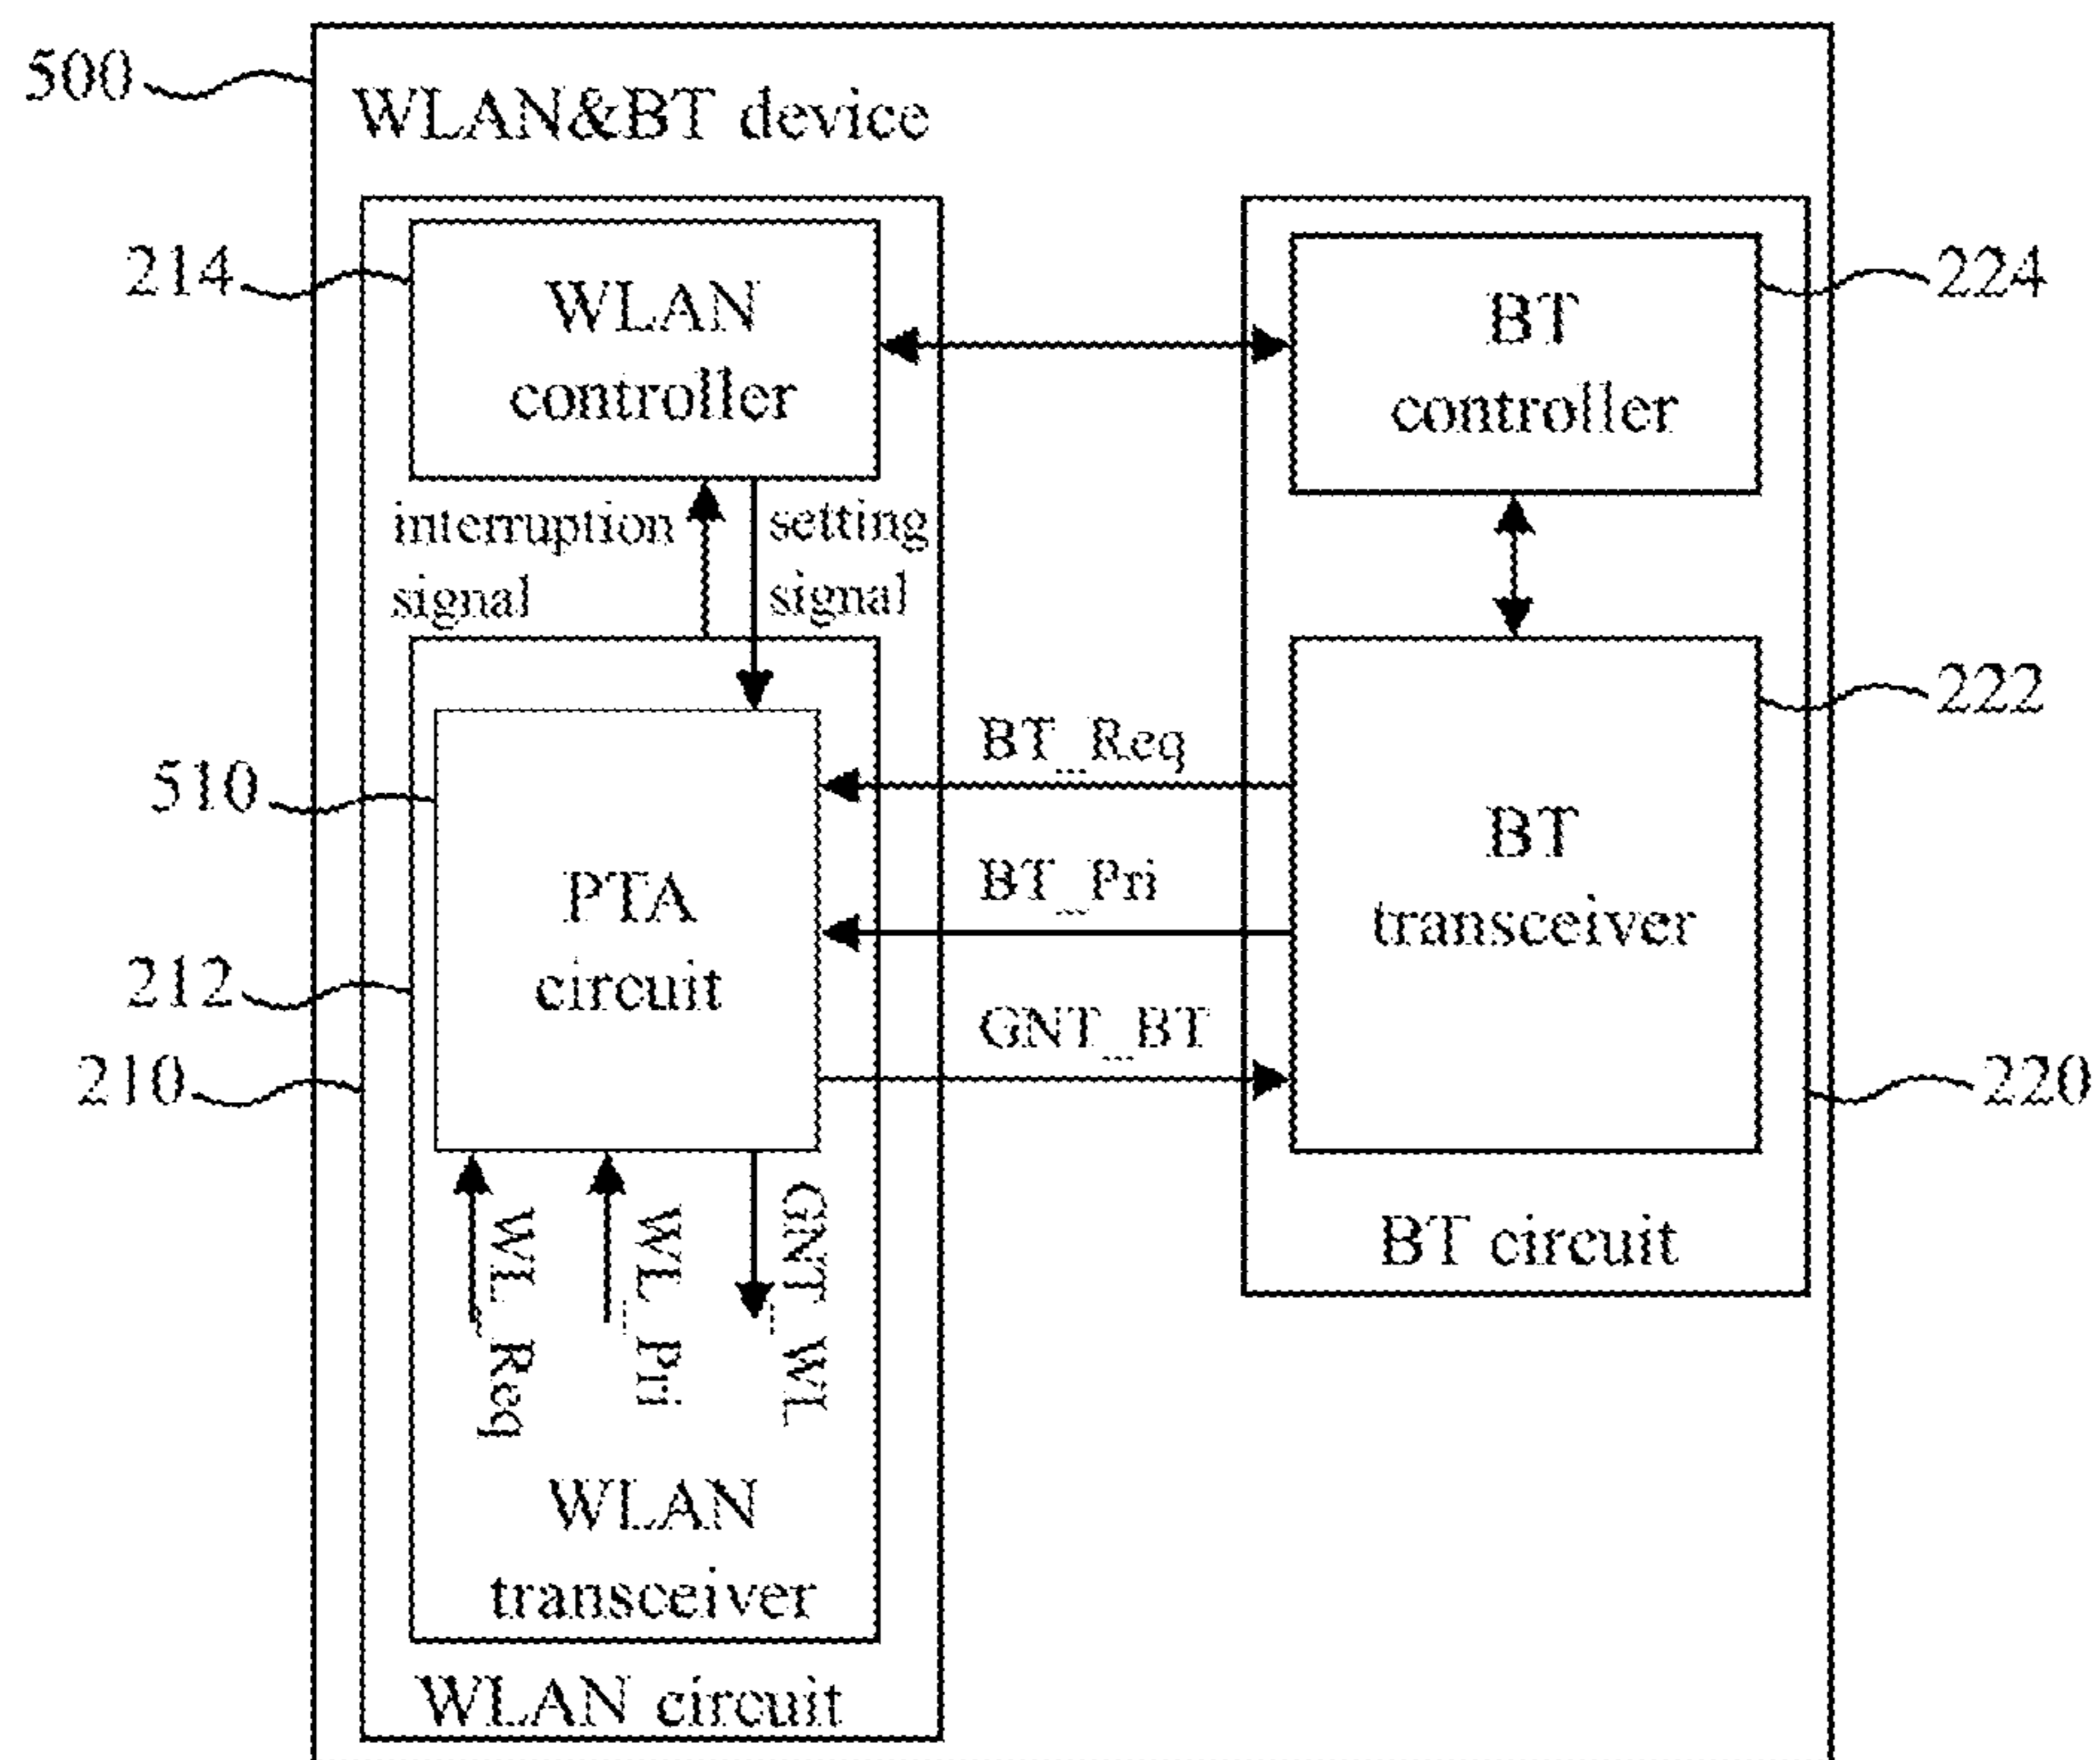 500
WLAN&BT device
214
WLAN
controller
BT
controller
224
interruption
signal
setting
signal
222
BT_Req
510
BT
transceiver
PTA
circuit
BT_Pri
212
GNT_BT
210
220
WL_Req
WL_Pri
GNT_WL
BT circuit
WLAN
transceiver
WLAN circuit